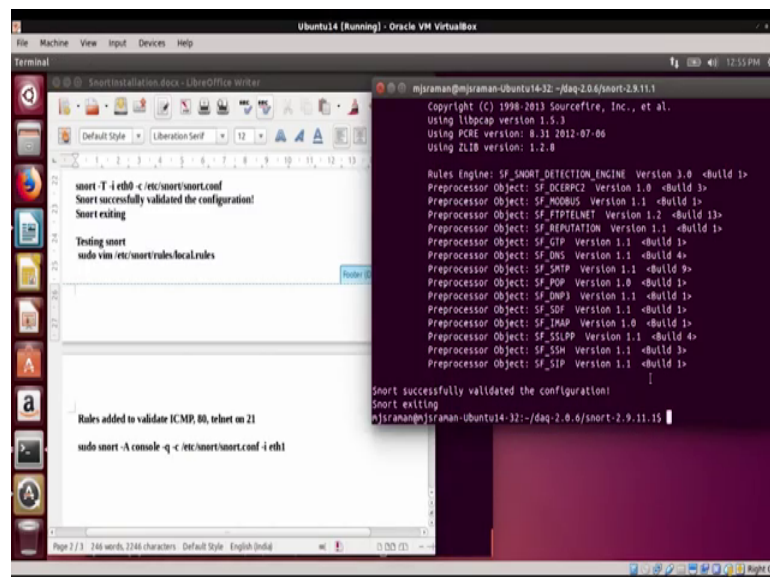 Ubuntu14 [Running] - Oracle VM VirtualBox
File Machine View Input Devices Help
Terminal
12:55 PM
SnortInstallation.docx - LibreOffice Writer
mjsraman@mjsraman-Ubuntu14-32: ~/daq-2.0.6/snort-2.9.11.1
Default Style
Liberation Serif
12
snort -T -i eth0 -c /etc/snort/snort.conf
Snort successfully validated the configuration!
Snort exiting
Testing snort
sudo vim /etc/snort/rules/local.rules
Footer (D
Rules added to validate ICMP, 80, telnet on 21
sudo snort -A console -q -c /etc/snort/snort.conf -i eth1
Page 2 / 3 246 words, 2246 characters Default Style English (India)
Copyright (C) 1998-2013 Sourcefire, Inc., et al.
Using libpcap version 1.5.3
Using PCRE version: 8.31 2012-07-06
Using ZLIB version: 1.2.8
Rules Engine: SF_SNORT_DETECTION_ENGINE Version 3.0 <Build 1>
Preprocessor Object: SF_DCERPC2 Version 1.0 <Build 3>
Preprocessor Object: SF_MODBUS Version 1.1 <Build 1>
Preprocessor Object: SF_FTPTELNET Version 1.2 <Build 13>
Preprocessor Object: SF_REPUTATION Version 1.1 <Build 1>
Preprocessor Object: SF_GTP Version 1.1 <Build 1>
Preprocessor Object: SF_DNS Version 1.1 <Build 4>
Preprocessor Object: SF_SMTP Version 1.1 <Build 9>
Preprocessor Object: SF_POP Version 1.0 <Build 1>
Preprocessor Object: SF_DNP3 Version 1.1 <Build 1>
Preprocessor Object: SF_SDF Version 1.1 <Build 1>
Preprocessor Object: SF_IMAP Version 1.0 <Build 1>
Preprocessor Object: SF_SSLPP Version 1.1 <Build 4>
Preprocessor Object: SF_SSH Version 1.1 <Build 3>
Preprocessor Object: SF_SIP Version 1.1 <Build 1>
Snort successfully validated the configuration!
Snort exiting
mjsraman@mjsraman-Ubuntu14-32:~/daq-2.0.6/snort-2.9.11.1$
Right